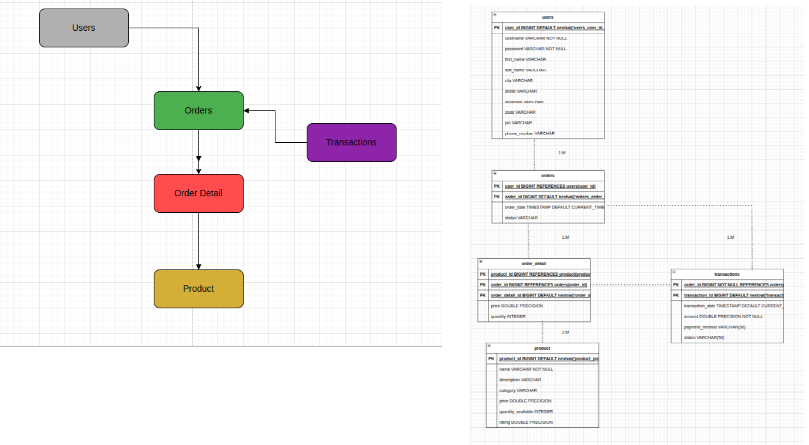 Users
Orders
Transactions
Order Detail
Product
users
PK user_id BIGINT DEFAULT nextval('users_user_id_
username VARCHAR NOT NULL
password VARCHAR NOT NULL
first_name VARCHAR
last_name VARCHAR
city VARCHAR
street VARCHAR
VARCHAR
state VARCHAR
pin VARCHAR
phone_number VARCHAR
1:M
orders
PK user_id BIGINT REFERENCES users(user_id)
PK order_id BIGINT DEFAULT nextval('orders_order_
order_date TIMESTAMP DEFAULT CURRENT_TIME
status VARCHAR
1:M
1:M
order_detail
PK product_id BIGINT REFERENCES product(produc
PK order_id BIGINT REFERENCES orders(order_id)
PK order_detail_id BIGINT DEFAULT nextval('order_d
price DOUBLE PRECISION
quantity INTEGER
transactions
PK order_id BIGINT NOT NULL REFERENCES orders
PK transaction_id BIGINT DEFAULT nextval('transact
transaction_date TIMESTAMP DEFAULT CURRENT_
amount DOUBLE PRECISION NOT NULL
payment_method VARCHAR(50)
status VARCHAR(50)
1:M
product
PK product_id BIGINT DEFAULT nextval('product_pro
name VARCHAR NOT NULL
description VARCHAR
category VARCHAR
price DOUBLE PRECISION
quantity_available INTEGER
rating DOUBLE PRECISION